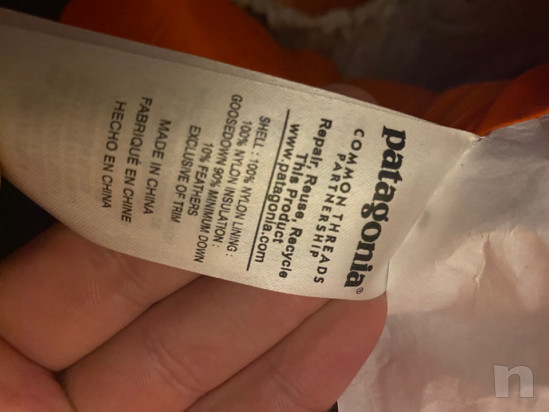 patagonia®
COMMON THREADS
PARTNERSHIP
Repair, Reuse, Recycle
This Product
www.patagonia.com
SHELL : 100% NYLON LINING :
100% NYLON INSULATION :
GOOSEDOWN 90% MINIMUM DOWN
10% FEATHERS
EXCLUSIVE OF TRIM
MADE IN CHINA
FABRIQUÉ EN CHINE
HECHO EN CHINA
n